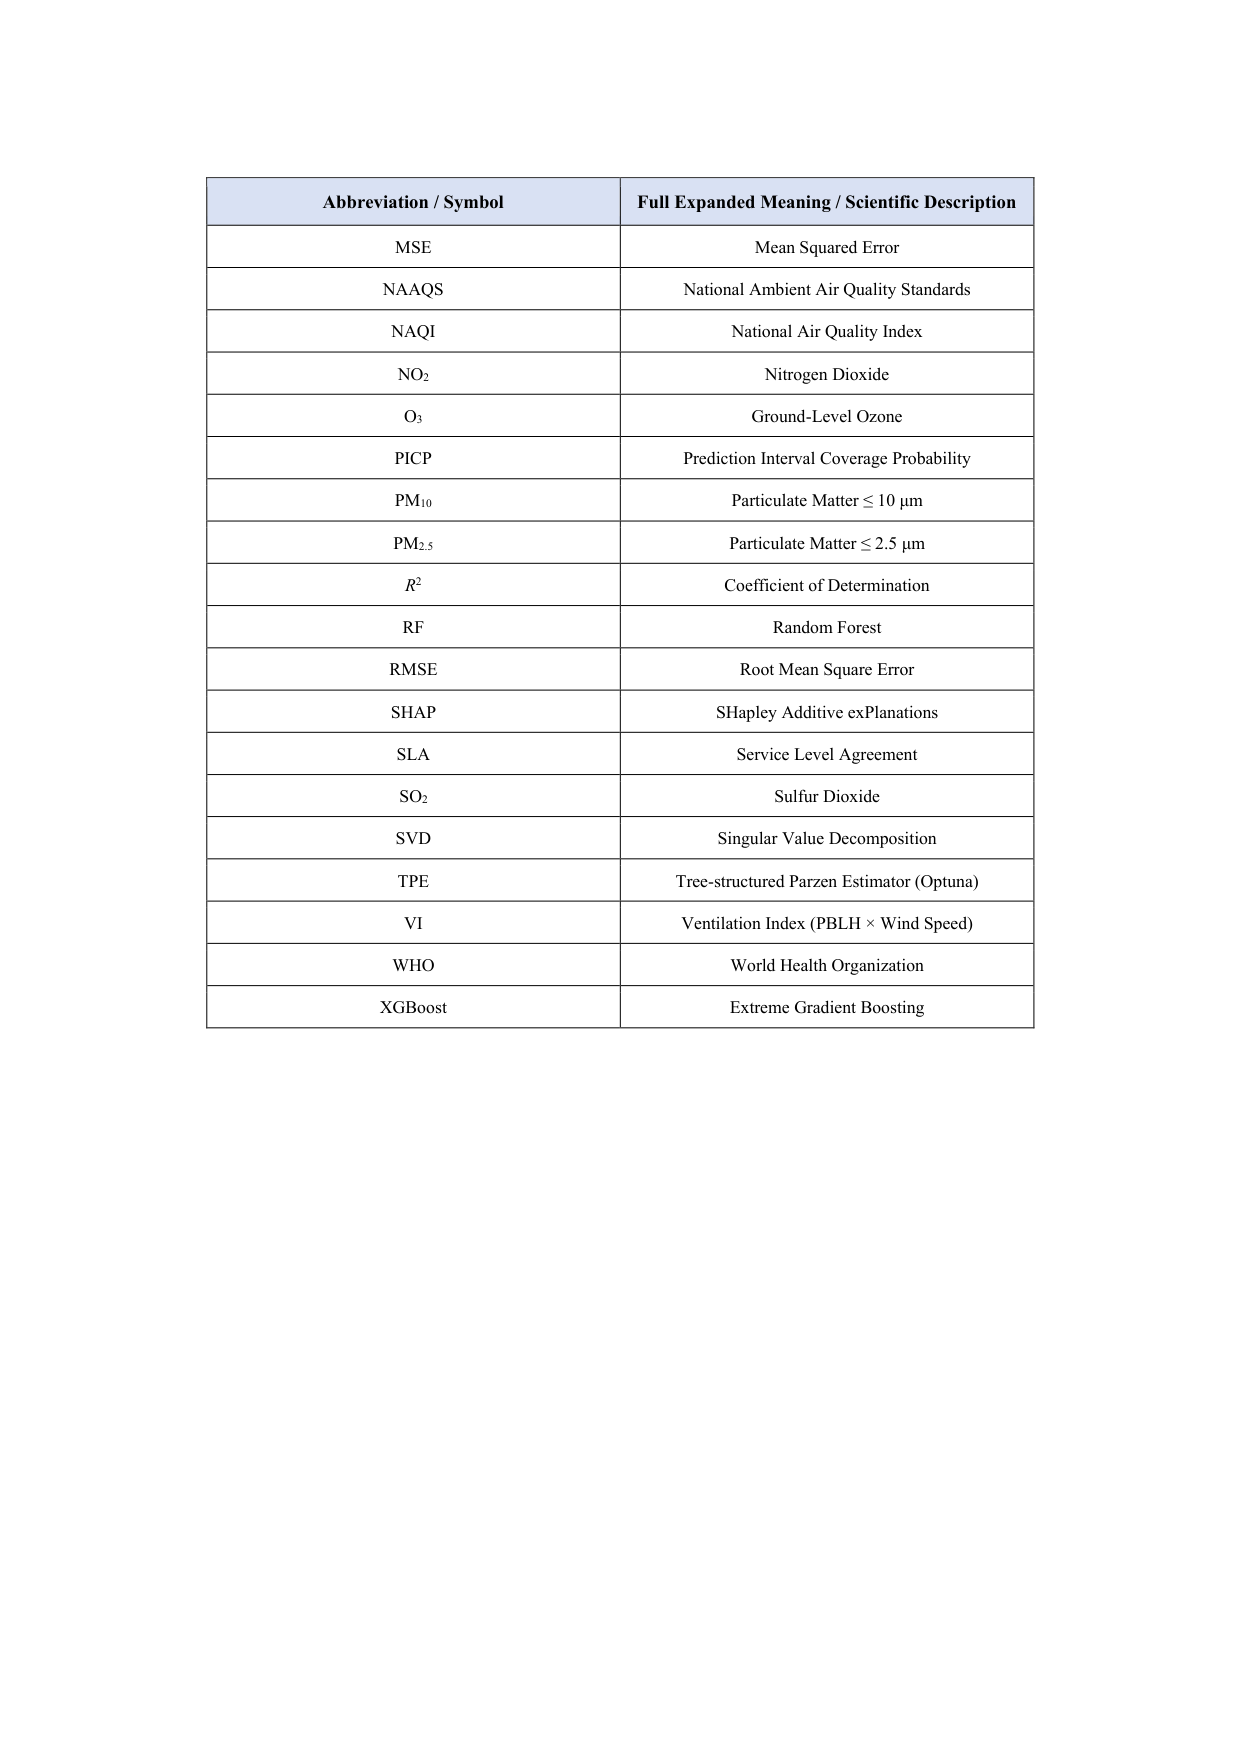 Abbreviation / Symbol Full Expanded Meaning / Scientific Description
MSE Mean Squared Error
NAAQS National Ambient Air Quality Standards
NAQI National Air Quality Index
NO₂ Nitrogen Dioxide
O₃ Ground-Level Ozone
PICP Prediction Interval Coverage Probability
PM₁₀ Particulate Matter ≤ 10 μm
PM₂.₅ Particulate Matter ≤ 2.5 μm
R² Coefficient of Determination
RF Random Forest
RMSE Root Mean Square Error
SHAP SHapley Additive exPlanations
SLA Service Level Agreement
SO₂ Sulfur Dioxide
SVD Singular Value Decomposition
TPE Tree-structured Parzen Estimator (Optuna)
VI Ventilation Index (PBLH × Wind Speed)
WHO World Health Organization
XGBoost Extreme Gradient Boosting